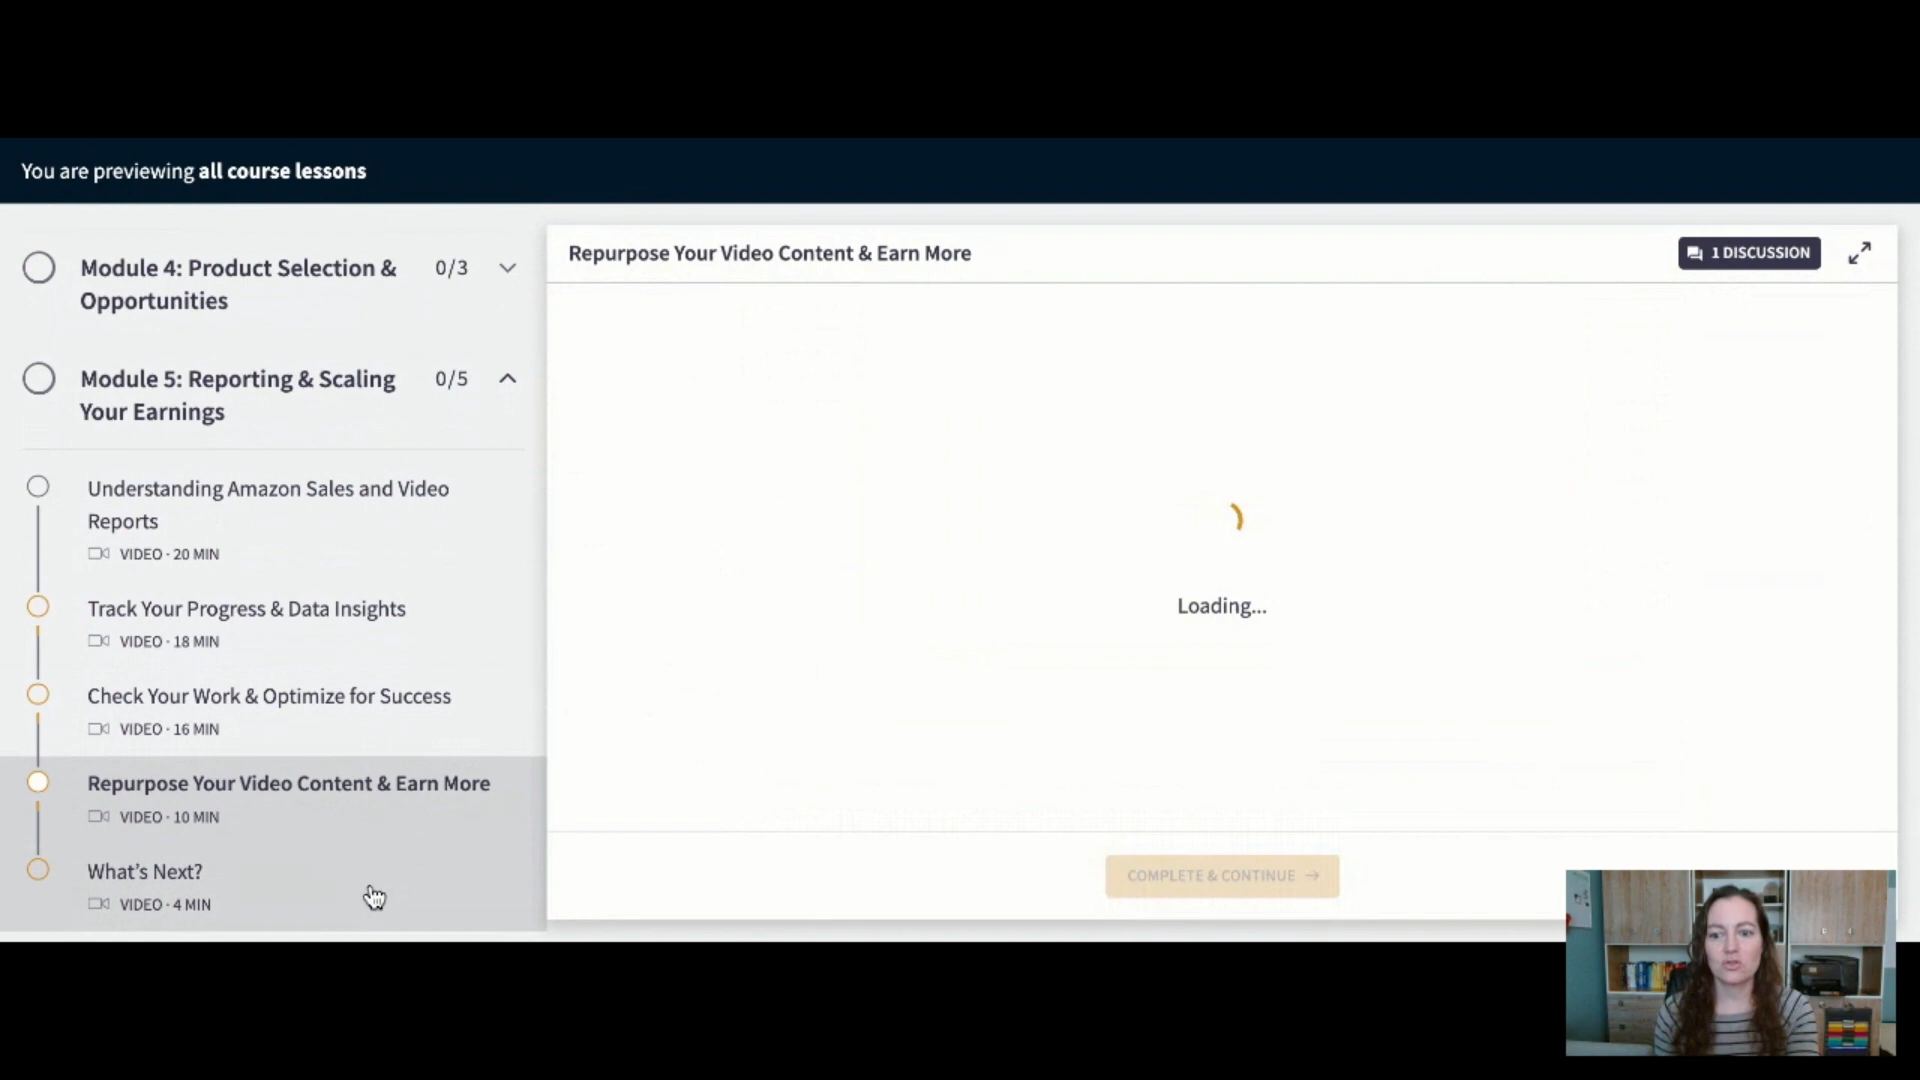 You are previewing all course lessons
Module 4: Product Selection & 0/3
Opportunities
Module 5: Reporting & Scaling 0/5
Your Earnings
Understanding Amazon Sales and Video
Reports
VIDEO · 20 MIN
Track Your Progress & Data Insights
VIDEO · 18 MIN
Check Your Work & Optimize for Success
VIDEO · 16 MIN
Repurpose Your Video Content & Earn More
VIDEO · 10 MIN
What's Next?
VIDEO · 4 MIN
Repurpose Your Video Content & Earn More
1 DISCUSSION
Loading...
COMPLETE & CONTINUE →